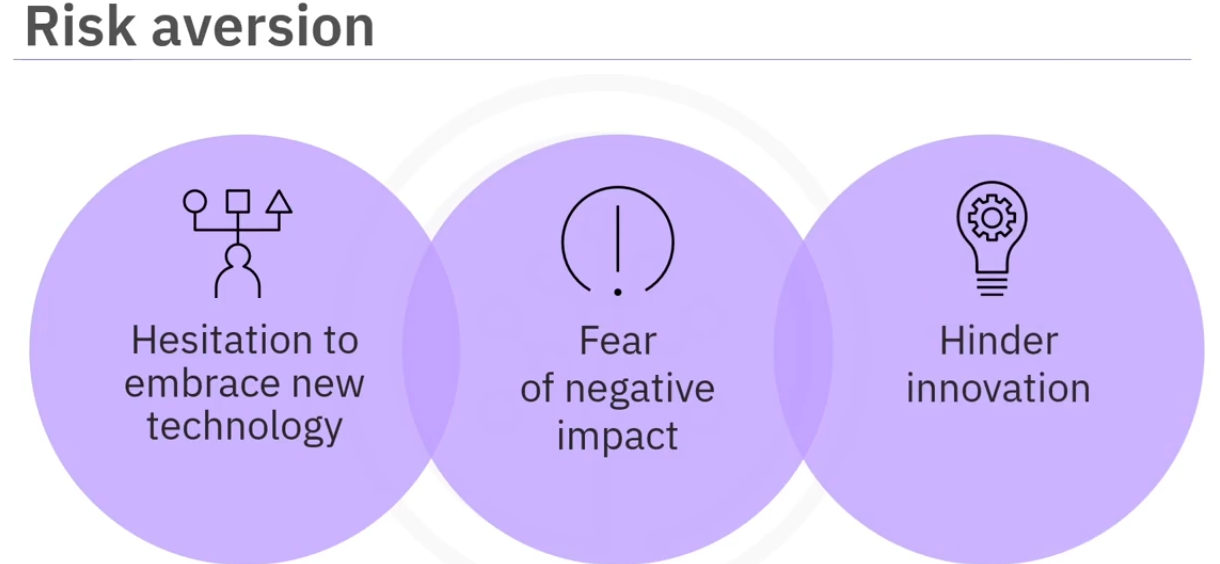 Risk aversion
Hesitation to
embrace new
technology
Fear
of negative
impact
Hinder
innovation